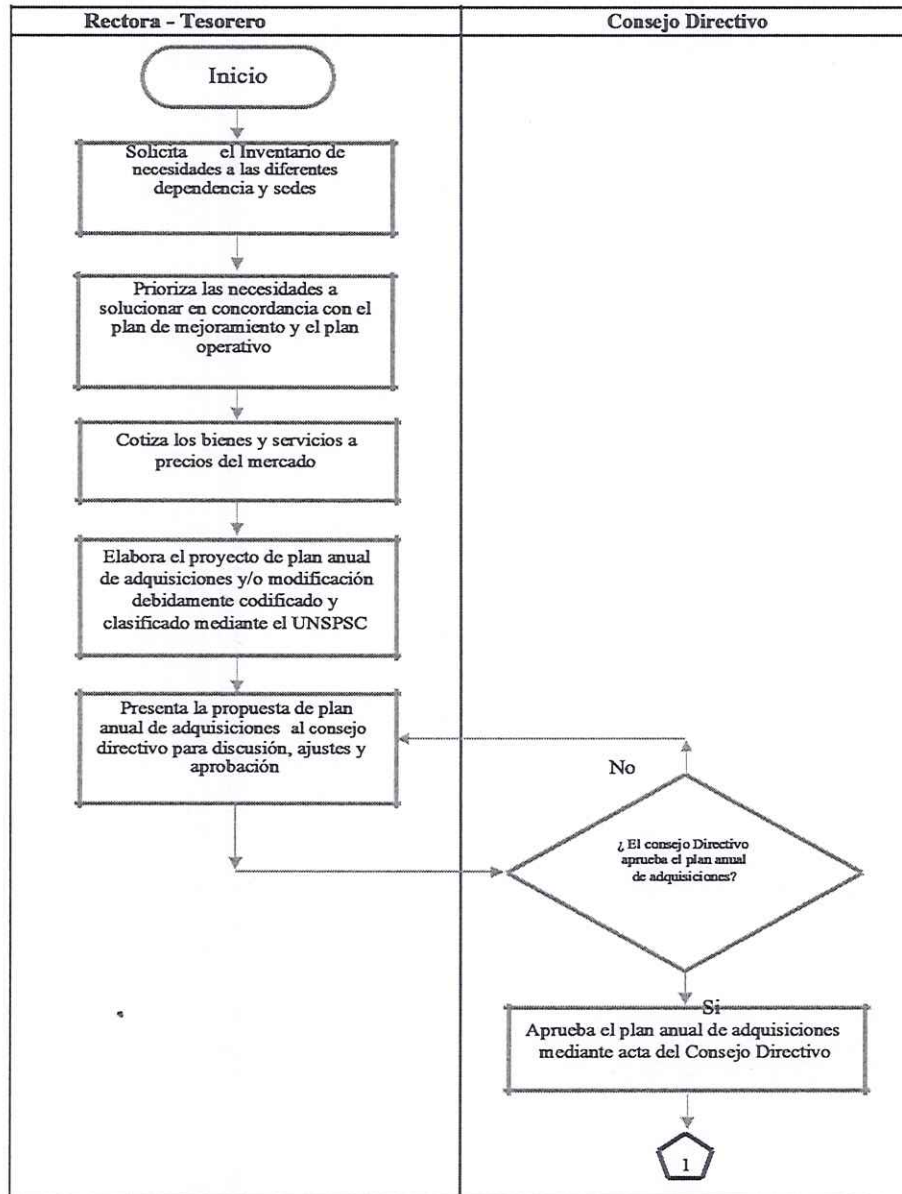 Rectora - Tesorero
Consejo Directivo
Inicio
Solicita el Inventario de
necesidades a las diferentes
dependencia y sedes
Prioriza las necesidades a
solucionar en concordancia con el
plan de mejoramiento y el plan
operativo
Cotiza los bienes y servicios a
precios del mercado
Elabora el proyecto de plan anual
de adquisiciones y/o modificación
debidamente codificado y
clasificado mediante el UNSPSC
Presenta la propuesta de plan
anual de adquisiciones al consejo
directivo para discusión, ajustes y
aprobación
No
¿ El consejo Directivo
aprueba el plan anual
de adquisiciones?
Si
Aprueba el plan anual de adquisiciones
mediante acta del Consejo Directivo
1